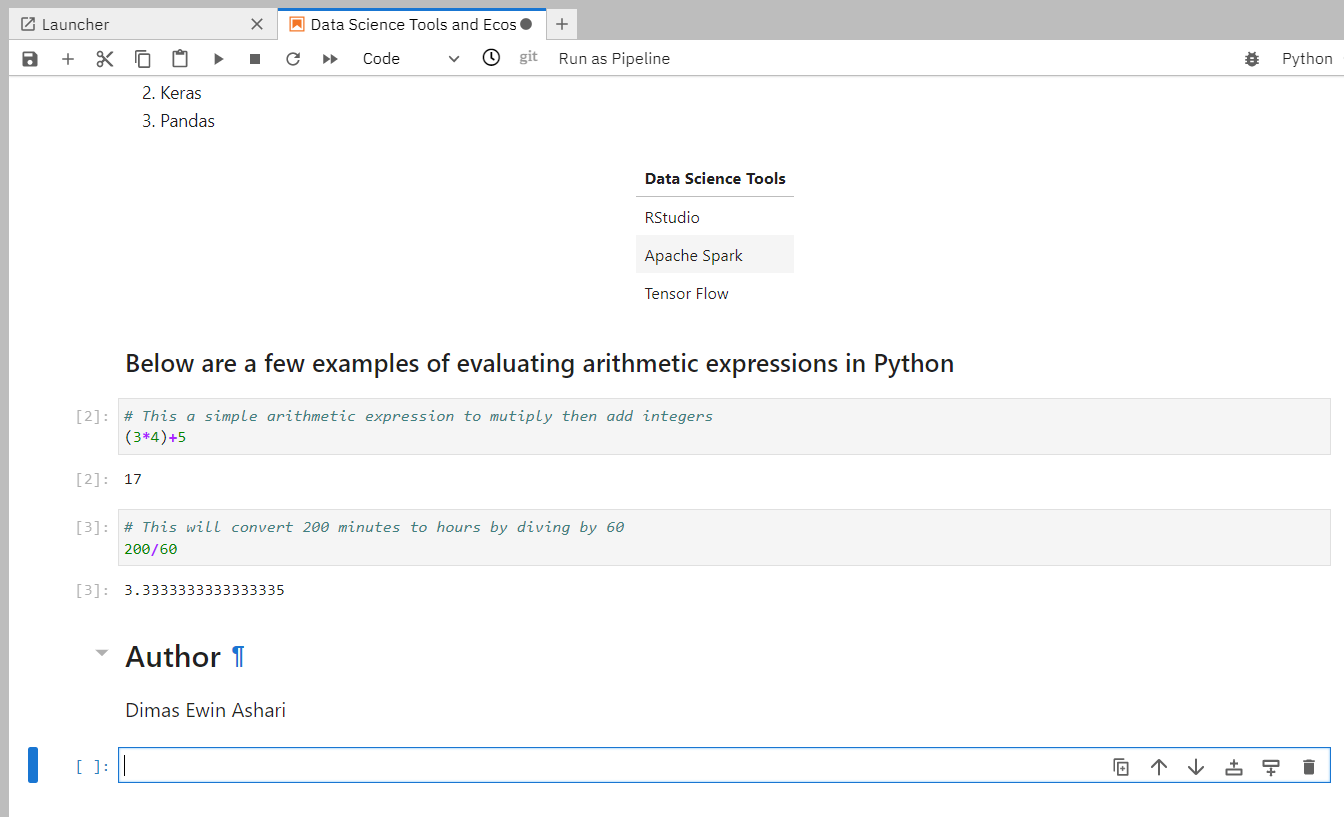 Launcher
Data Science Tools and Ecos
Code
git
Run as Pipeline
Python
2. Keras
3. Pandas
Data Science Tools
RStudio
Apache Spark
Tensor Flow
Below are a few examples of evaluating arithmetic expressions in Python
[2]: # This a simple arithmetic expression to mutiply then add integers
(3*4)+5
[2]: 17
[3]: # This will convert 200 minutes to hours by diving by 60
200/60
[3]: 3.3333333333333335
Author ¶
Dimas Ewin Ashari
[ ]: